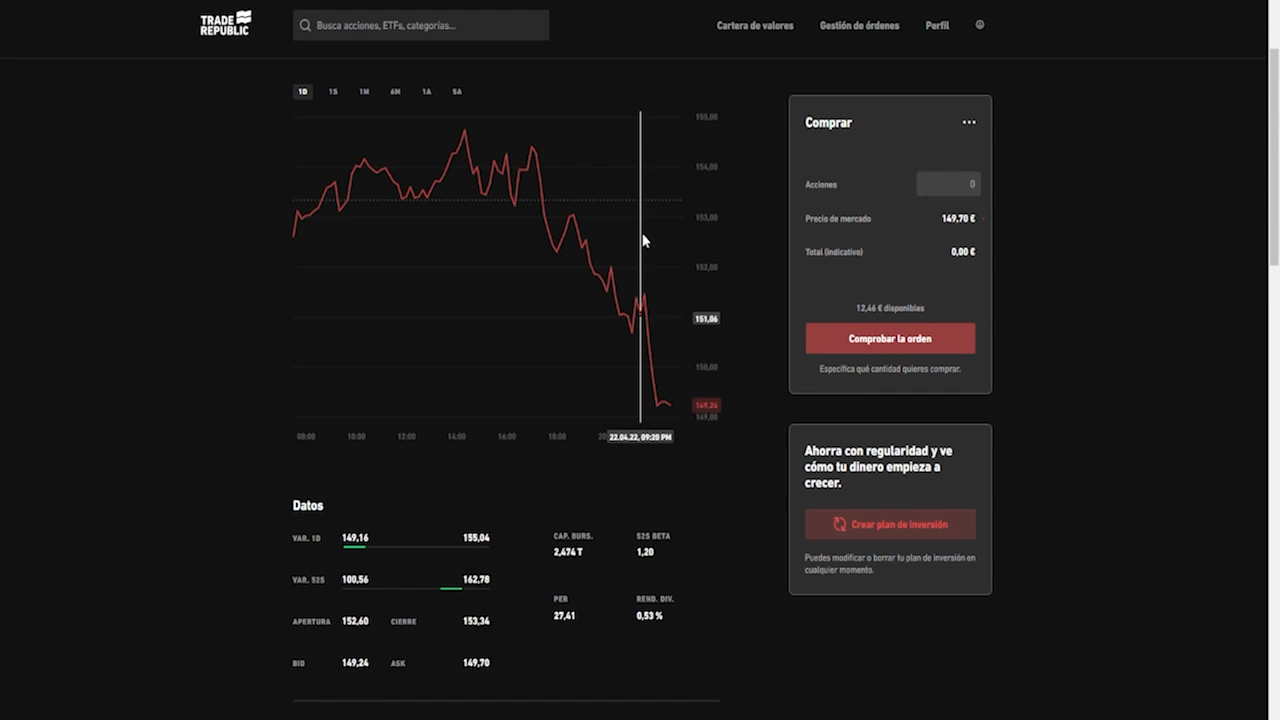 TRADE
REPUBLIC
Busca acciones, ETFs, categorías...
Cartera de valores
Gestión de órdenes
Perfil
1D 1S 1M 6M 1A 5A
155,00
154,00
153,00
152,00
151,06
150,00
149,24
149,00
08:00 10:00 12:00 14:00 16:00 18:00 20
22.04.22, 09:20 PM
Comprar
Acciones 0
Precio de mercado 149,70 €
Total (indicativo) 0,00 €
12,46 € disponibles
Comprobar la orden
Especifica qué cantidad quieres comprar.
Ahorra con regularidad y ve
cómo tu dinero empieza a
crecer.
Crear plan de inversión
Puedes modificar o borrar tu plan de inversión en
cualquier momento.
Datos
VAR. 1D 149,16 155,04
VAR. 52S 100,56 162,78
APERTURA 152,60 CIERRE 153,34
BID 149,24 ASK 149,70
CAP. BURS. 52S BETA
2,474 T 1,20
PER REND. DIV.
27,41 0,53 %